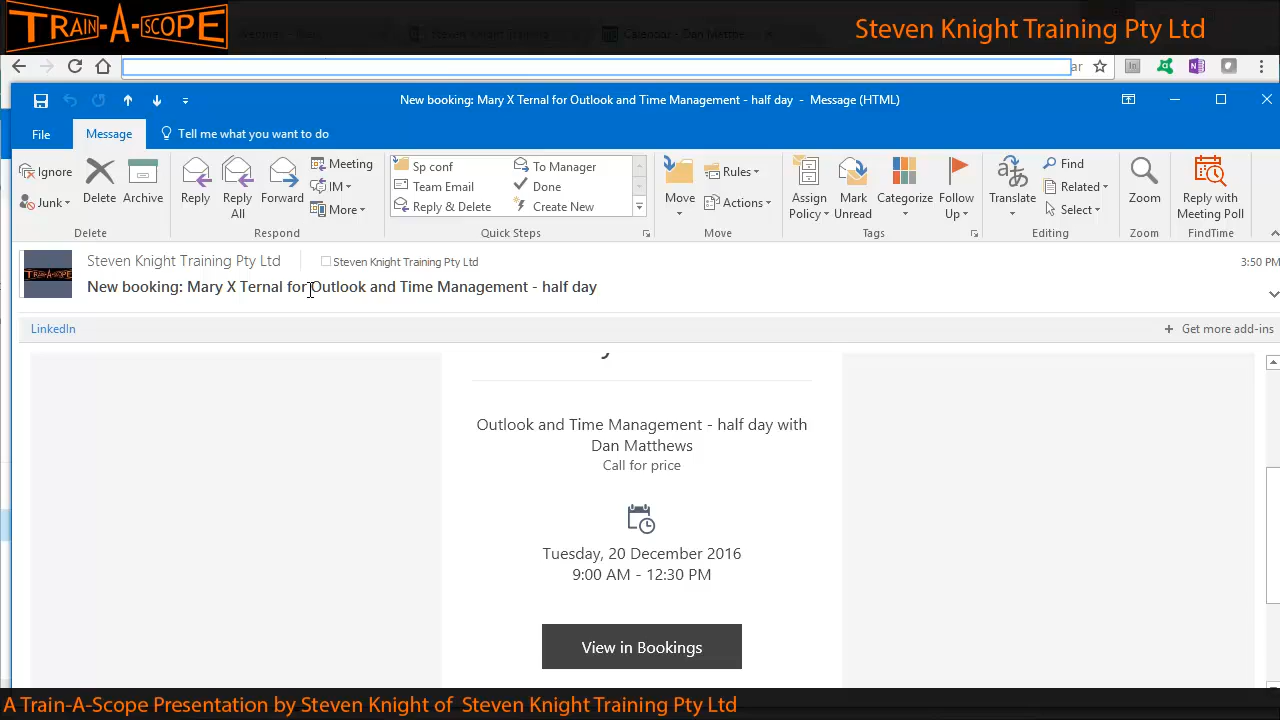 TRAIN-A-SCOPE
Steven Knight Training Pty Ltd
ar
New booking: Mary X Ternal for Outlook and Time Management - half day - Message (HTML)
File
Message
Tell me what you want to do
Ignore
Junk
Delete
Archive
Delete
Reply
Reply All
Forward
Meeting
IM
More
Respond
Sp conf
Team Email
Reply & Delete
To Manager
Done
Create New
Quick Steps
Move
Rules
Actions
Move
Assign Policy
Mark Unread
Categorize
Follow Up
Tags
Translate
Find
Related
Select
Editing
Zoom
Zoom
Reply with Meeting Poll
FindTime
Steven Knight Training Pty Ltd
Steven Knight Training Pty Ltd
3:50 PM
New booking: Mary X Ternal for Outlook and Time Management - half day
LinkedIn
+ Get more add-ins
Outlook and Time Management - half day with
Dan Matthews
Call for price
Tuesday, 20 December 2016
9:00 AM - 12:30 PM
View in Bookings
A Train-A-Scope Presentation by Steven Knight of Steven Knight Training Pty Ltd